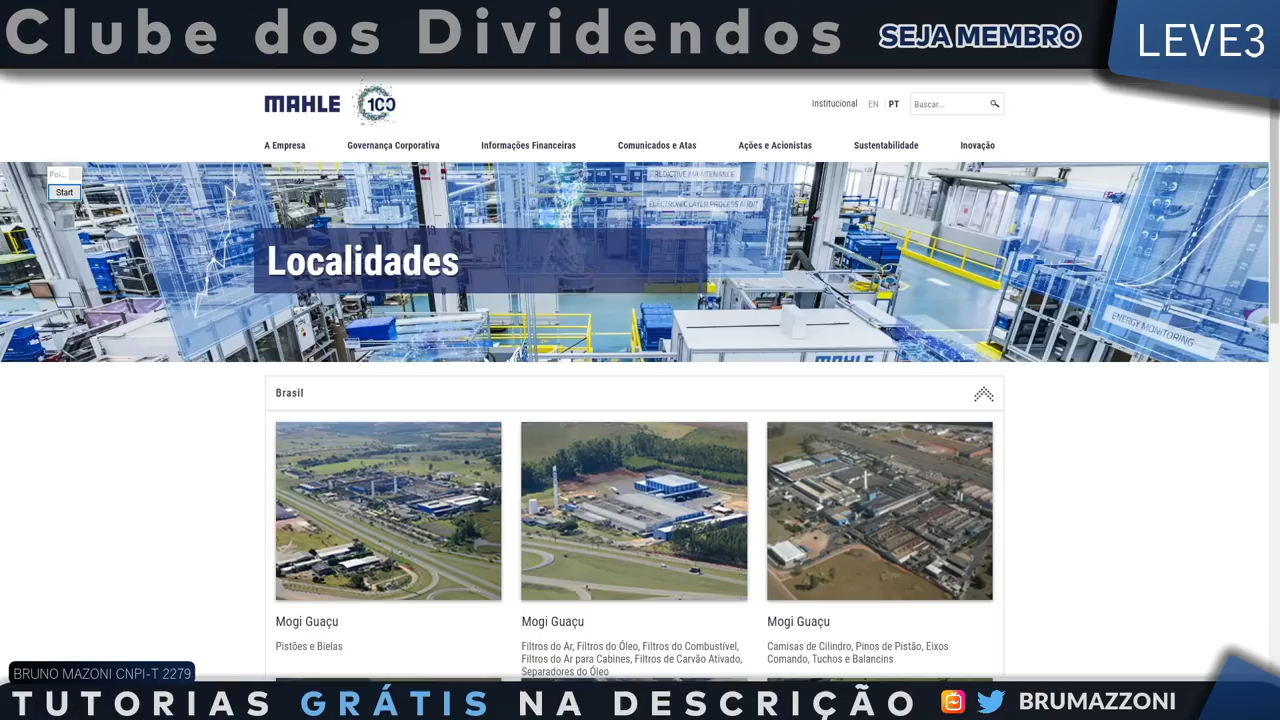 Clube dos Dividendos
SEJA MEMBRO
LEVE3
MAHLE
100
Institucional EN PT
Buscar...
A Empresa Governança Corporativa Informações Financeiras Comunicados e Atas Ações e Acionistas Sustentabilidade Inovação
Poi...
Start
PREDICTIVE MAINTENANCE
ELECTRONIC LAYER PROCESS AUDIT
Localidades
ENERGY MONITORING
MAHLE
Brasil
Mogi Guaçu
Pistões e Bielas
Mogi Guaçu
Filtros do Ar, Filtros do Óleo, Filtros do Combustível,
Filtros do Ar para Cabines, Filtros de Carvão Ativado,
Separadores do Óleo
Mogi Guaçu
Camisas de Cilindro, Pinos de Pistão, Eixos
Comando, Tuchos e Balancins
BRUNO MAZONI CNPI-T 2279
TUTORIAS GRÁTIS NA DESCRIÇÃO
BRUMAZZONI